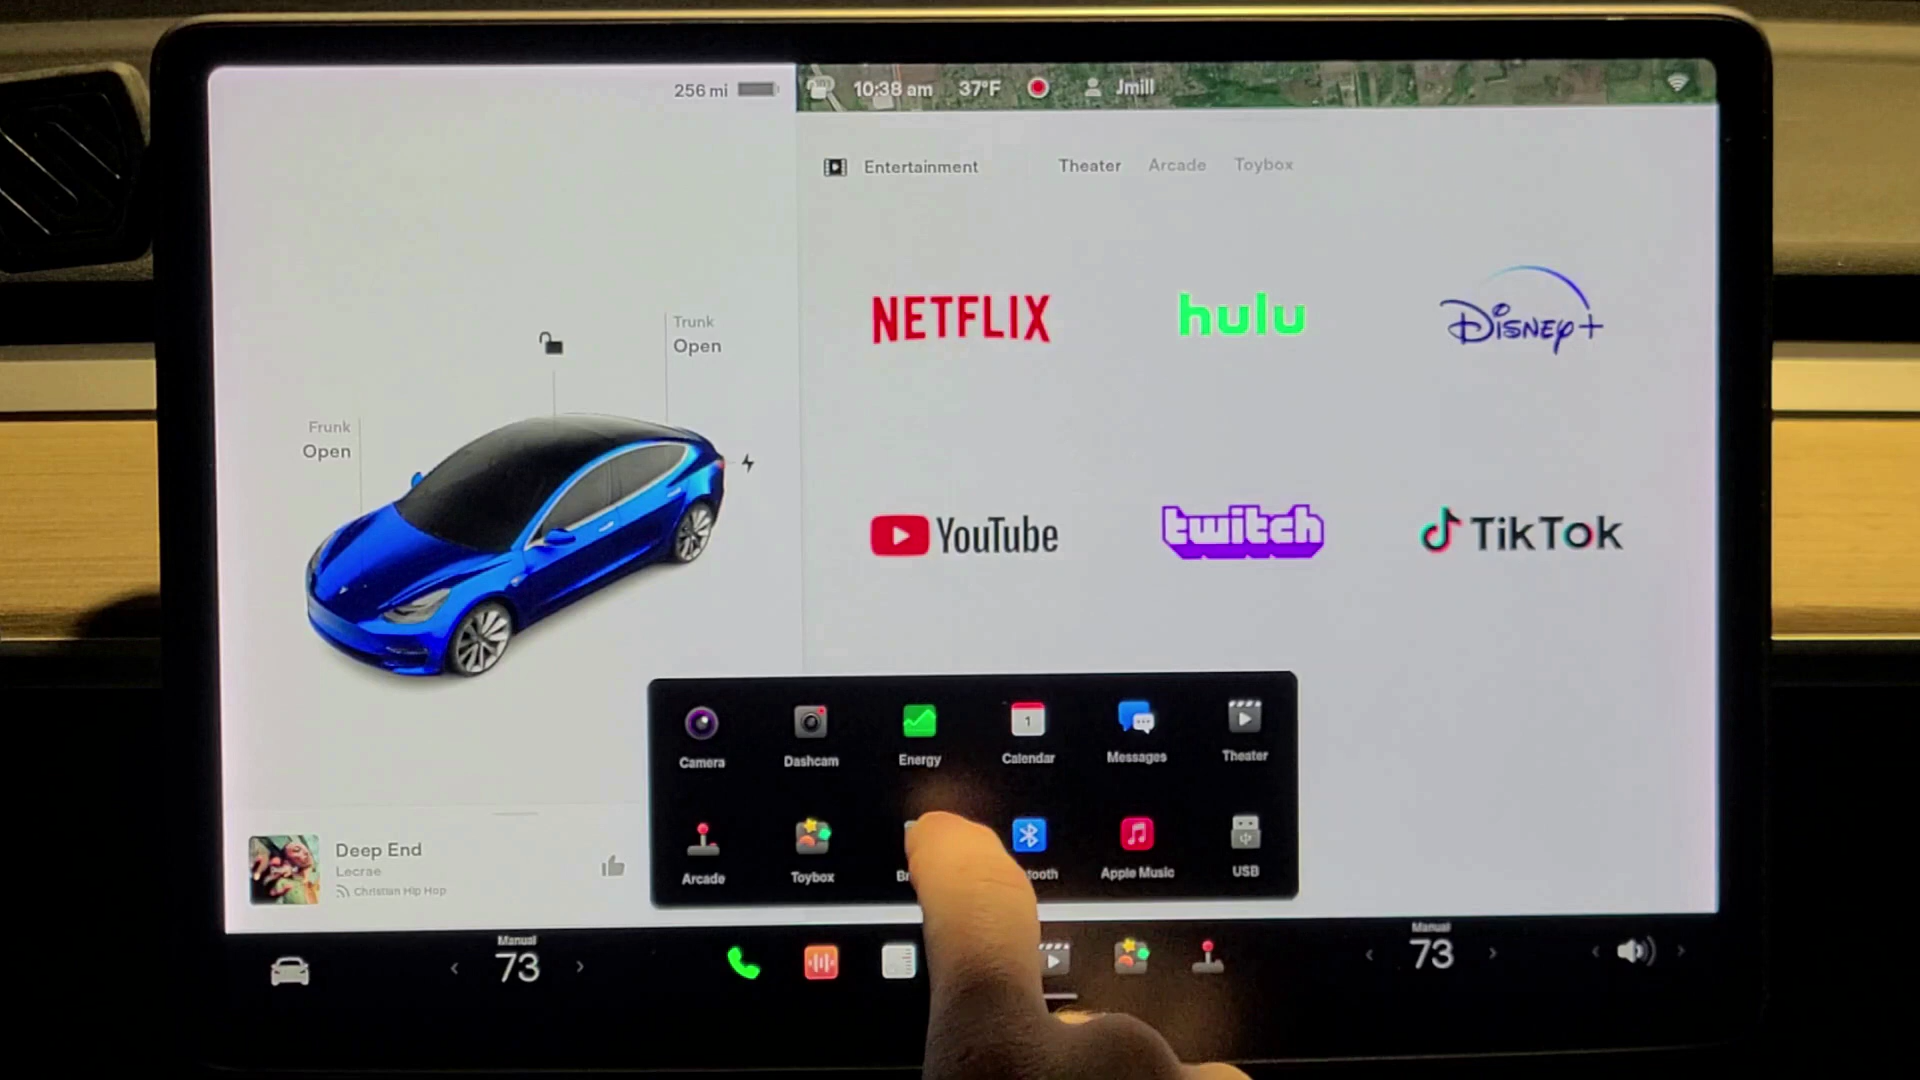 256 mi
10:38 am 37°F Jmill
Entertainment Theater Arcade Toybox
NETFLIX hulu Disney+
YouTube twitch TikTok
Trunk
Open
Frunk
Open
Camera Dashcam Energy Calendar Messages Theater
1
Arcade Toybox Apple Music USB
Deep End
Lecrae
Christian Hip Hop
Manual
73
Manual
73